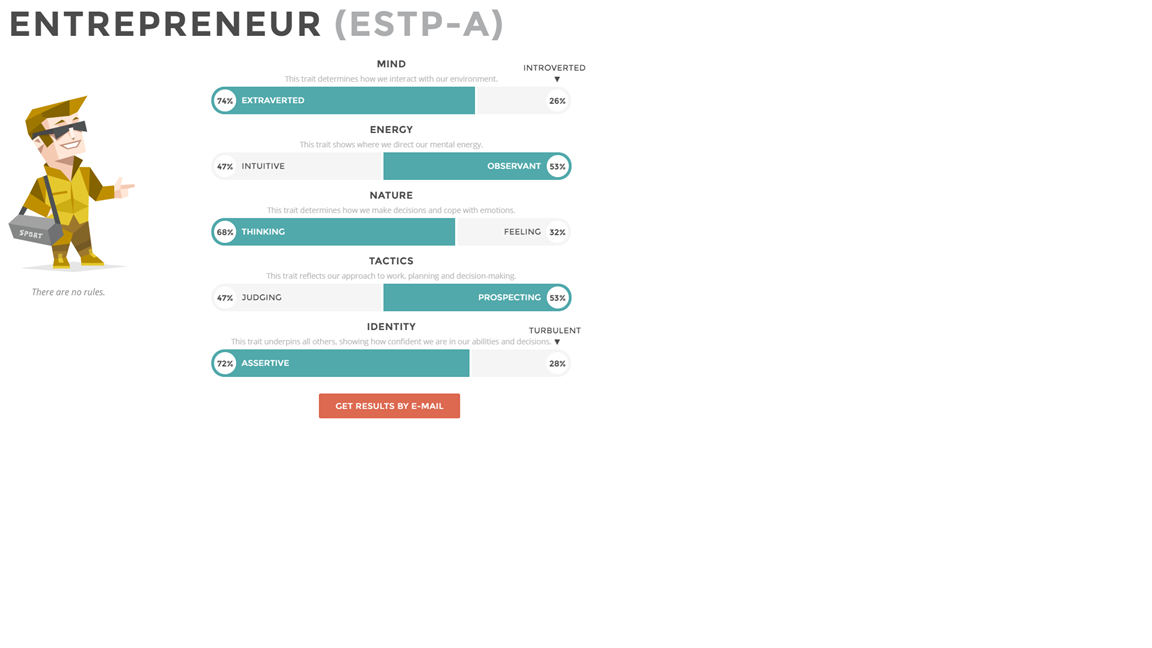 ENTREPRENEUR (ESTP-A)
MIND
INTROVERTED
This trait determines how we interact with our environment.
74% EXTRAVERTED 26%
ENERGY
This trait shows where we direct our mental energy.
47% INTUITIVE OBSERVANT 53%
NATURE
This trait determines how we make decisions and cope with emotions.
68% THINKING FEELING 32%
SPORT
TACTICS
This trait reflects our approach to work, planning and decision-making.
There are no rules.
47% JUDGING PROSPECTING 53%
IDENTITY
TURBULENT
This trait underpins all others, showing how confident we are in our abilities and decisions.
72% ASSERTIVE 28%
GET RESULTS BY E-MAIL